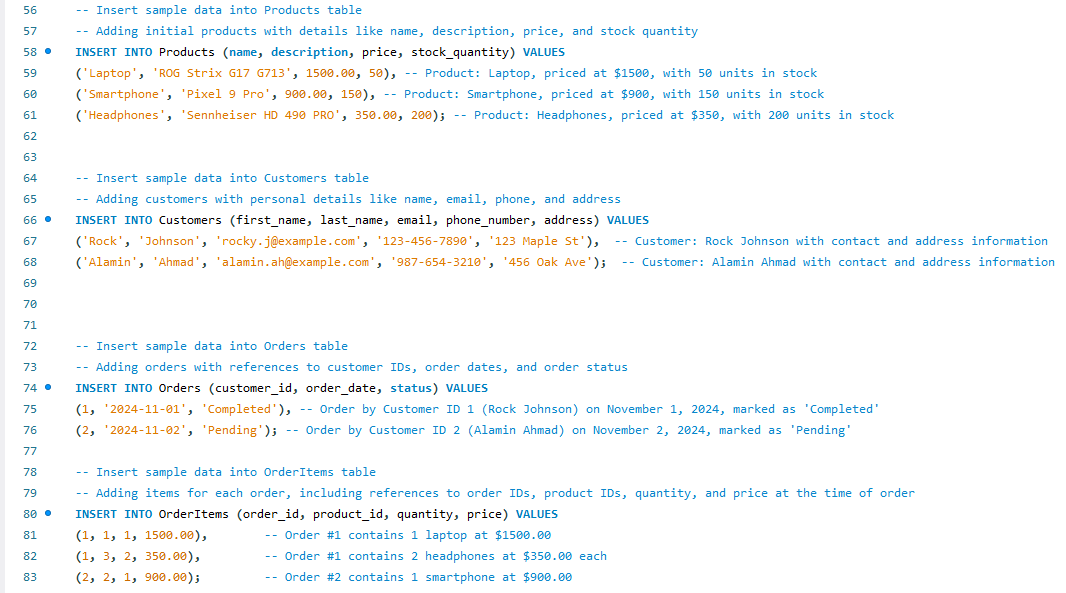 56 -- Insert sample data into Products table
57 -- Adding initial products with details like name, description, price, and stock quantity
58 INSERT INTO Products (name, description, price, stock_quantity) VALUES
59 ('Laptop', 'ROG Strix G17 G713', 1500.00, 50), -- Product: Laptop, priced at $1500, with 50 units in stock
60 ('Smartphone', 'Pixel 9 Pro', 900.00, 150), -- Product: Smartphone, priced at $900, with 150 units in stock
61 ('Headphones', 'Sennheiser HD 490 PRO', 350.00, 200); -- Product: Headphones, priced at $350, with 200 units in stock
62
63
64 -- Insert sample data into Customers table
65 -- Adding customers with personal details like name, email, phone, and address
66 INSERT INTO Customers (first_name, last_name, email, phone_number, address) VALUES
67 ('Rock', 'Johnson', 'rocky.j@example.com', '123-456-7890', '123 Maple St'), -- Customer: Rock Johnson with contact and address information
68 ('Alamin', 'Ahmad', 'alamin.ah@example.com', '987-654-3210', '456 Oak Ave'); -- Customer: Alamin Ahmad with contact and address information
69
70
71
72 -- Insert sample data into Orders table
73 -- Adding orders with references to customer IDs, order dates, and order status
74 INSERT INTO Orders (customer_id, order_date, status) VALUES
75 (1, '2024-11-01', 'Completed'), -- Order by Customer ID 1 (Rock Johnson) on November 1, 2024, marked as 'Completed'
76 (2, '2024-11-02', 'Pending'); -- Order by Customer ID 2 (Alamin Ahmad) on November 2, 2024, marked as 'Pending'
77
78 -- Insert sample data into OrderItems table
79 -- Adding items for each order, including references to order IDs, product IDs, quantity, and price at the time of order
80 INSERT INTO OrderItems (order_id, product_id, quantity, price) VALUES
81 (1, 1, 1, 1500.00), -- Order #1 contains 1 laptop at $1500.00
82 (1, 3, 2, 350.00), -- Order #1 contains 2 headphones at $350.00 each
83 (2, 2, 1, 900.00); -- Order #2 contains 1 smartphone at $900.00